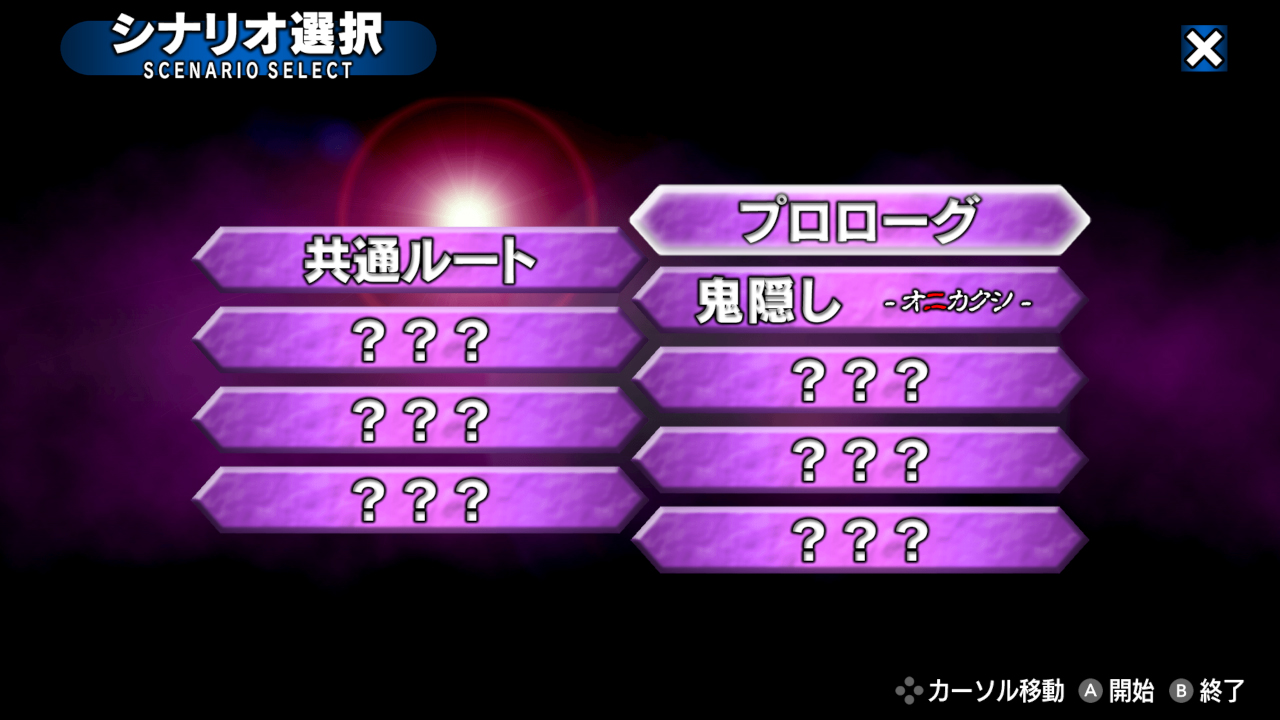 シナリオ選択
SCENARIO SELECT
共通ルート
？？？
？？？
？？？
プロローグ
鬼隠し -オニカクシ-
？？？
？？？
？？？
カーソル移動 A 開始 B 終了